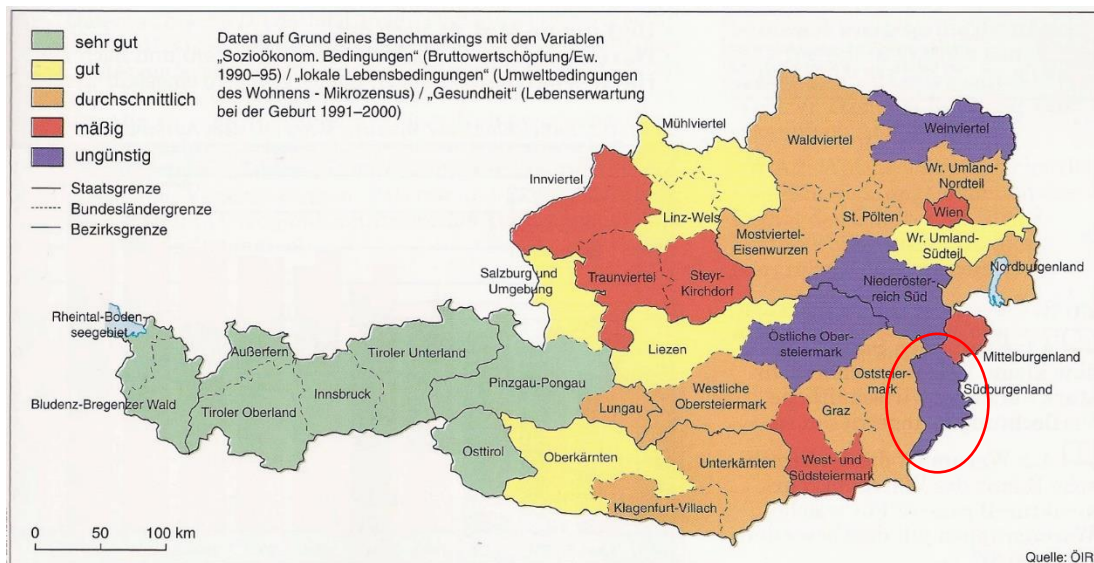 sehr gut
gut
durchschnittlich
mäßig
ungünstig
Staatsgrenze
Bundesländergrenze
Bezirksgrenze
Daten auf Grund eines Benchmarkings mit den Variablen
„Sozioökonom. Bedingungen“ (Bruttowertschöpfung/Ew.
1990–95) / „lokale Lebensbedingungen“ (Umweltbedingungen
des Wohnens - Mikrozensus) / „Gesundheit“ (Lebenserwartung
bei der Geburt 1991–2000)
Mühlviertel
Waldviertel
Weinviertel
Innviertel
Wr. Umland-
Nordteil
Linz-Wels
St. Pölten
Wien
Mostviertel-
Eisenwurzen
Wr. Umland-
Südteil
Salzburg und
Umgebung
Traunviertel
Steyr-
Kirchdorf
Niederöster-
reich Süd
Nordburgenland
Rheintal-Boden-
seegebiet
Außerfern
Tiroler Unterland
Liezen
Östliche Ober-
steiermark
Mittelburgenland
Bludenz-Bregenzer Wald
Tiroler Oberland
Innsbruck
Pinzgau-Pongau
Lungau
Westliche
Obersteiermark
Oststeier-
mark
Graz
Südburgenland
Osttirol
Oberkärnten
Unterkärnten
West- und
Südsteiermark
Klagenfurt-Villach
0 50 100 km
Quelle: ÖIR